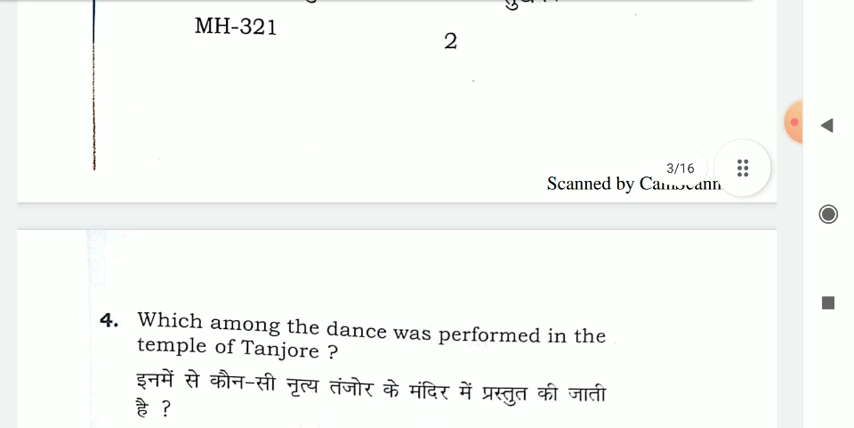 MH-321
2
3/16
Scanned by
4. Which among the dance was performed in the
temple of Tanjore ?
इनमें से कौन-सी नृत्य तंजोर के मंदिर में प्रस्तुत की जाती
है ?